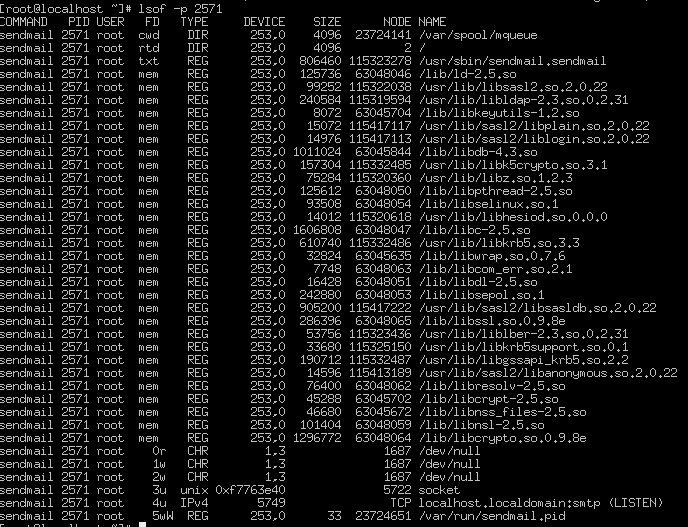 [root@localhost ~]# lsof -p 2571
COMMAND PID USER FD TYPE DEVICE SIZE NODE NAME
sendmail 2571 root cwd DIR 253,0 4096 23724141 /var/spool/mqueue
sendmail 2571 root rtd DIR 253,0 4096 2 /
sendmail 2571 root txt REG 253,0 806460 115323278 /usr/sbin/sendmail.sendmail
sendmail 2571 root mem REG 253,0 125736 63048046 /lib/ld-2.5.so
sendmail 2571 root mem REG 253,0 99252 115322038 /usr/lib/libsasl2.so.2.0.22
sendmail 2571 root mem REG 253,0 240584 115319594 /usr/lib/libldap-2.3.so.0.2.31
sendmail 2571 root mem REG 253,0 8072 63045704 /lib/libkeyutils-1.2.so
sendmail 2571 root mem REG 253,0 15072 115417117 /usr/lib/sasl2/libplain.so.2.0.22
sendmail 2571 root mem REG 253,0 14976 115417113 /usr/lib/sasl2/liblogin.so.2.0.22
sendmail 2571 root mem REG 253,0 1011024 63045844 /lib/libdb-4.3.so
sendmail 2571 root mem REG 253,0 157304 115332485 /usr/lib/libk5crypto.so.3.1
sendmail 2571 root mem REG 253,0 75284 115320360 /usr/lib/libz.so.1.2.3
sendmail 2571 root mem REG 253,0 125612 63048050 /lib/libpthread-2.5.so
sendmail 2571 root mem REG 253,0 93508 63048054 /lib/libselinux.so.1
sendmail 2571 root mem REG 253,0 14012 115320618 /usr/lib/libhesiod.so.0.0.0
sendmail 2571 root mem REG 253,0 1606808 63048047 /lib/libc-2.5.so
sendmail 2571 root mem REG 253,0 610740 115332486 /usr/lib/libkrb5.so.3.3
sendmail 2571 root mem REG 253,0 32824 63045635 /lib/libwrap.so.0.7.6
sendmail 2571 root mem REG 253,0 7748 63048063 /lib/libcom_err.so.2.1
sendmail 2571 root mem REG 253,0 16428 63048051 /lib/libdl-2.5.so
sendmail 2571 root mem REG 253,0 242880 63048053 /lib/libsepol.so.1
sendmail 2571 root mem REG 253,0 905200 115417222 /usr/lib/sasl2/libsasldb.so.2.0.22
sendmail 2571 root mem REG 253,0 286396 63048065 /lib/libssl.so.0.9.8e
sendmail 2571 root mem REG 253,0 53756 115323436 /usr/lib/liblber-2.3.so.0.2.31
sendmail 2571 root mem REG 253,0 33680 115325150 /usr/lib/libkrb5support.so.0.1
sendmail 2571 root mem REG 253,0 190712 115332487 /usr/lib/libgssapi_krb5.so.2.2
sendmail 2571 root mem REG 253,0 14596 115413189 /usr/lib/sasl2/libanonymous.so.2.0.22
sendmail 2571 root mem REG 253,0 76400 63048062 /lib/libresolv-2.5.so
sendmail 2571 root mem REG 253,0 45288 63045702 /lib/libcrypt-2.5.so
sendmail 2571 root mem REG 253,0 46680 63045672 /lib/libnss_files-2.5.so
sendmail 2571 root mem REG 253,0 101404 63048059 /lib/libnsl-2.5.so
sendmail 2571 root mem REG 253,0 1296772 63048064 /lib/libcrypto.so.0.9.8e
sendmail 2571 root 0r CHR 1,3 1687 /dev/null
sendmail 2571 root 1w CHR 1,3 1687 /dev/null
sendmail 2571 root 2w CHR 1,3 1687 /dev/null
sendmail 2571 root 3u unix 0xf7763e40 5722 socket
sendmail 2571 root 4u IPv4 5749 TCP localhost.localdomain:smtp (LISTEN)
sendmail 2571 root 5wW REG 253,0 33 23724651 /var/run/sendmail.pid